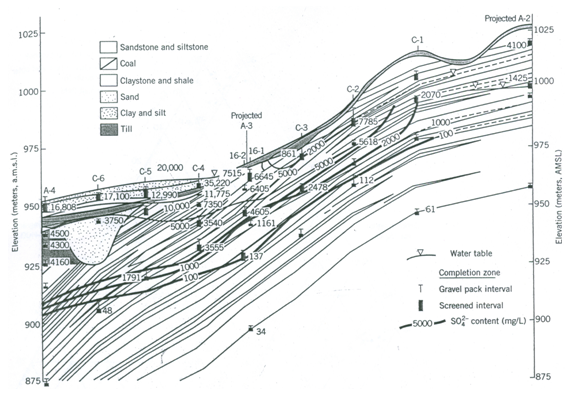 Projected A-2
1025
1000
975
950
925
900
875
Elevation (meters, a.m.s.l.)
Sandstone and siltstone
Coal
Claystone and shale
Sand
Clay and silt
Till
C-1
1025
4100
1425
1000
2070
1000
100
C-2
7785
5618
2000
5000
112
Projected
A-3
C-3
16-2
16-1
861
2000
5000
2478
7515
6645
6405
4605
1161
137
20,000
C-4
C-5
C-6
A-4
35,220
11,775
7350
12,990
17,100
16,808
10,000
3750
5000
3540
4500
4300
4160
3555
1791
1000
100
48
34
61
975
950
925
900
875
Elevation (meters, AMSL)
Water table
Completion zone
Gravel pack interval
Screened interval
5000
SO₄²⁻ content (mg/L)